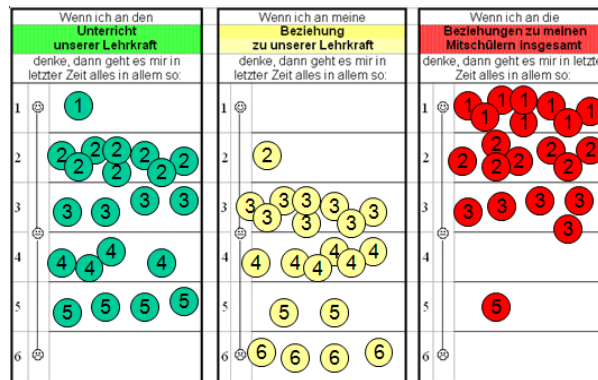 Wenn ich an den
Unterricht
unserer Lehrkraft
denke, dann geht es mir in
letzter Zeit alles in allem so:
1 1
2 2 2 2 2 2 2 2 2
3 3 3 3 3
4 4 4 4 4
5 5 5 5 5
6
Wenn ich an meine
Beziehung
zu unserer Lehrkraft
denke, dann geht es mir in
letzter Zeit alles in allem so:
1
2 2
3 3 3 3 3 3 3 3 3
4 4 4 4 4 4 4
5 5 5
6 6 6 6 6
Wenn ich an die
Beziehungen zu meinen
Mitschülern insgesamt
denke, dann geht es mir in letzter
Zeit alles in allem so:
1 1 1 1 1 1 1 1 1
2 2 2 2 2 2 2 2
3 3 3 3 3 3
4
5 5
6